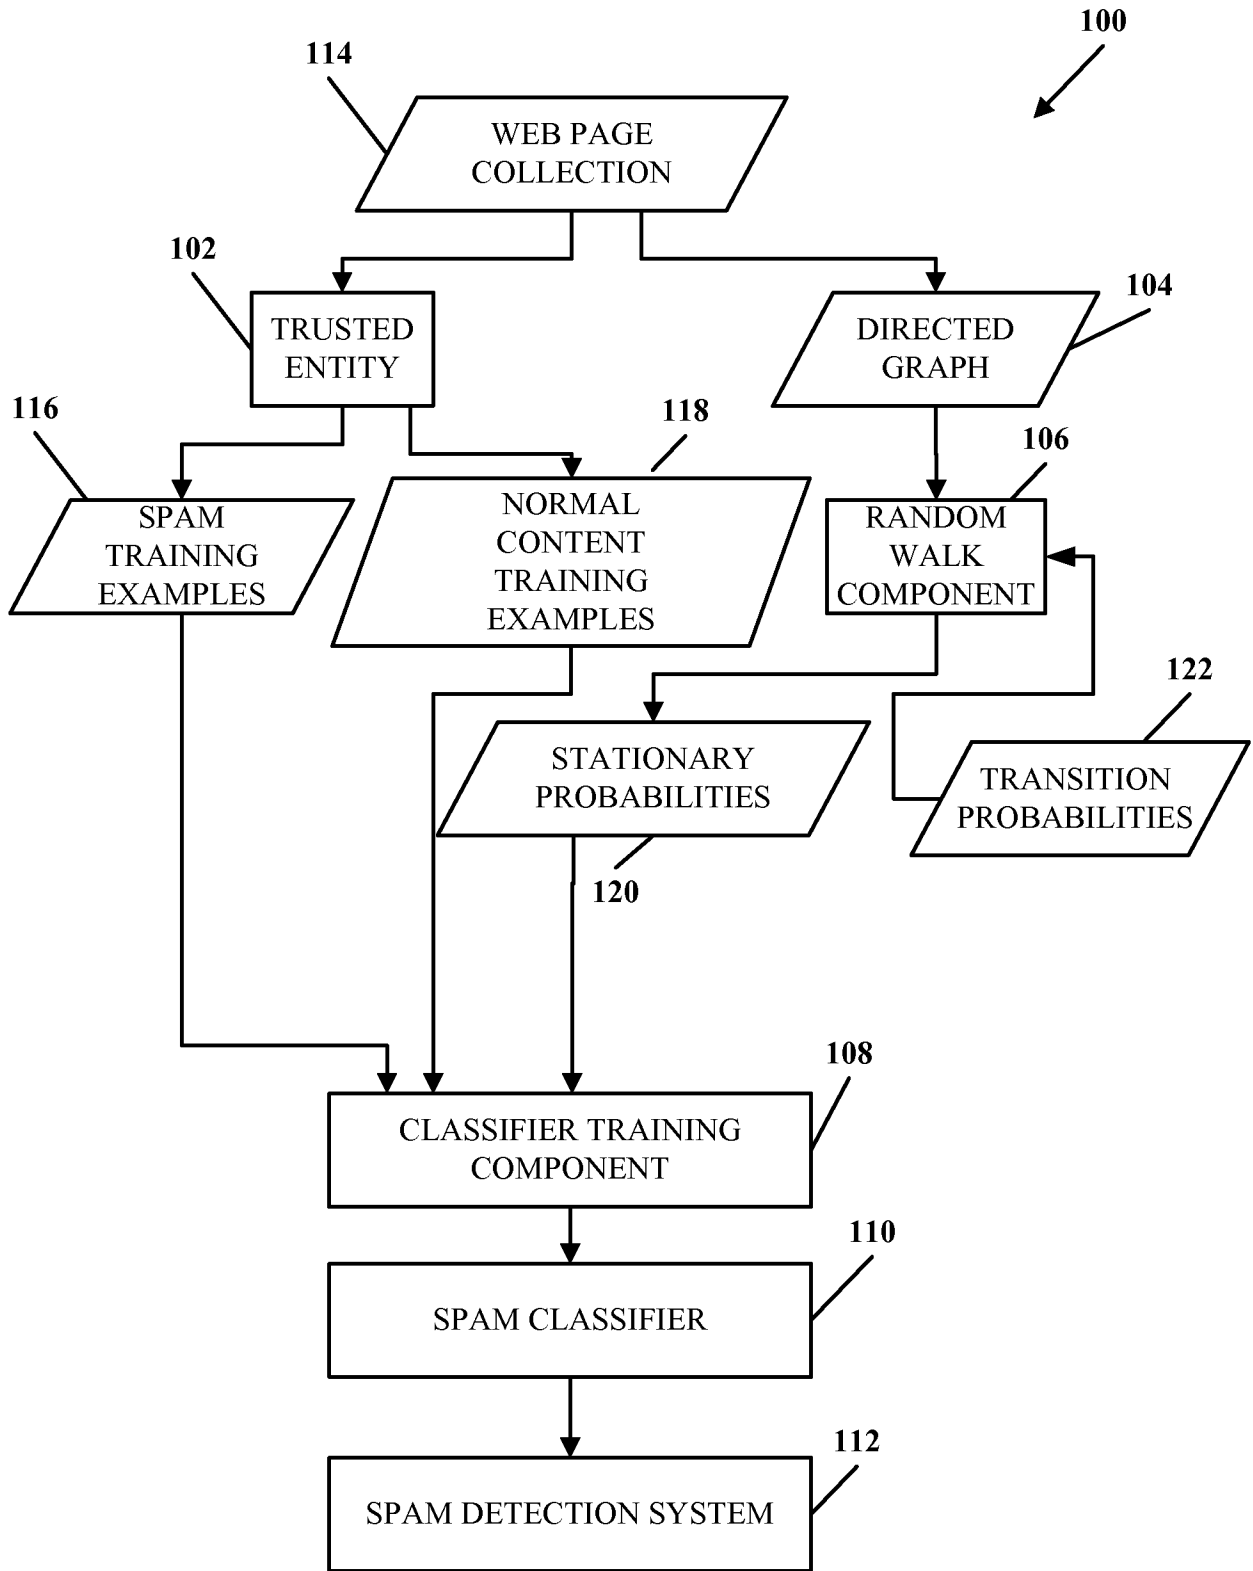 100
114
WEB PAGE
COLLECTION
102
104
TRUSTED
ENTITY
DIRECTED
GRAPH
116
118
106
SPAM
TRAINING
EXAMPLES
NORMAL
CONTENT
TRAINING
EXAMPLES
RANDOM
WALK
COMPONENT
122
STATIONARY
PROBABILITIES
TRANSITION
PROBABILITIES
120
108
CLASSIFIER TRAINING
COMPONENT
110
SPAM CLASSIFIER
112
SPAM DETECTION SYSTEM